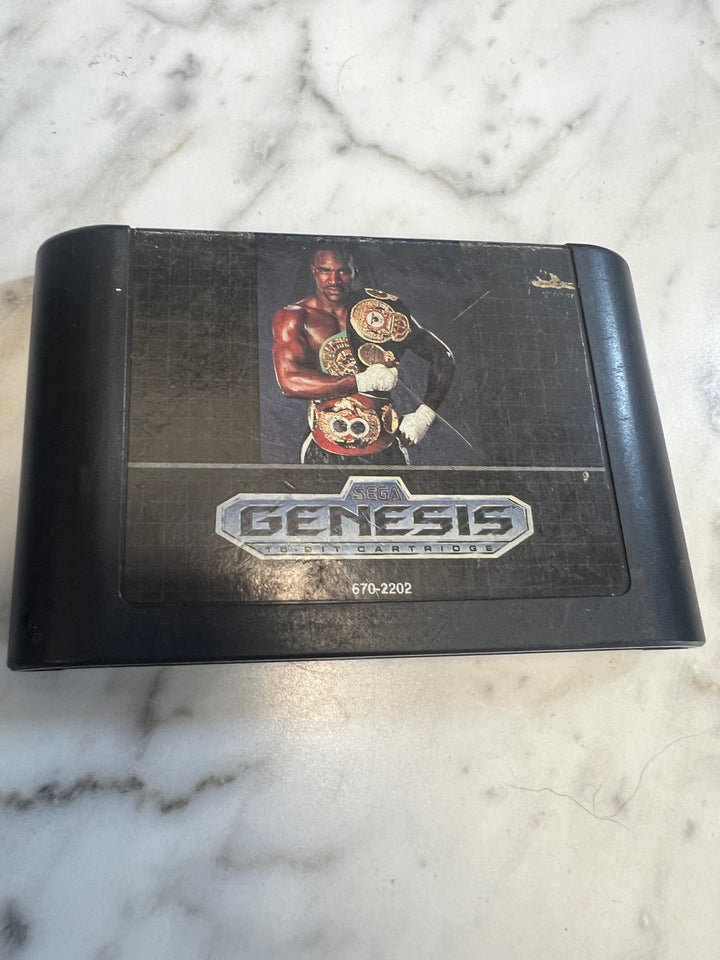 SEGA
GENESIS
16-BIT CARTRIDGE
670-2202